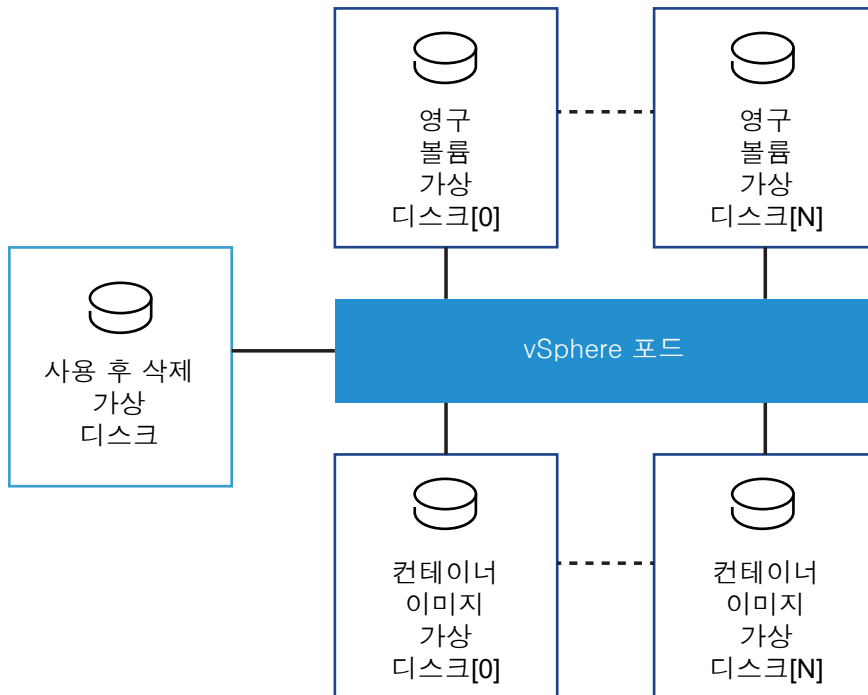 영구
볼륨
가상
디스크[0]
영구
볼륨
가상
디스크[N]
사용 후 삭제
가상
디스크
vSphere 포드
컨테이너
이미지
가상
디스크[0]
컨테이너
이미지
가상
디스크[N]